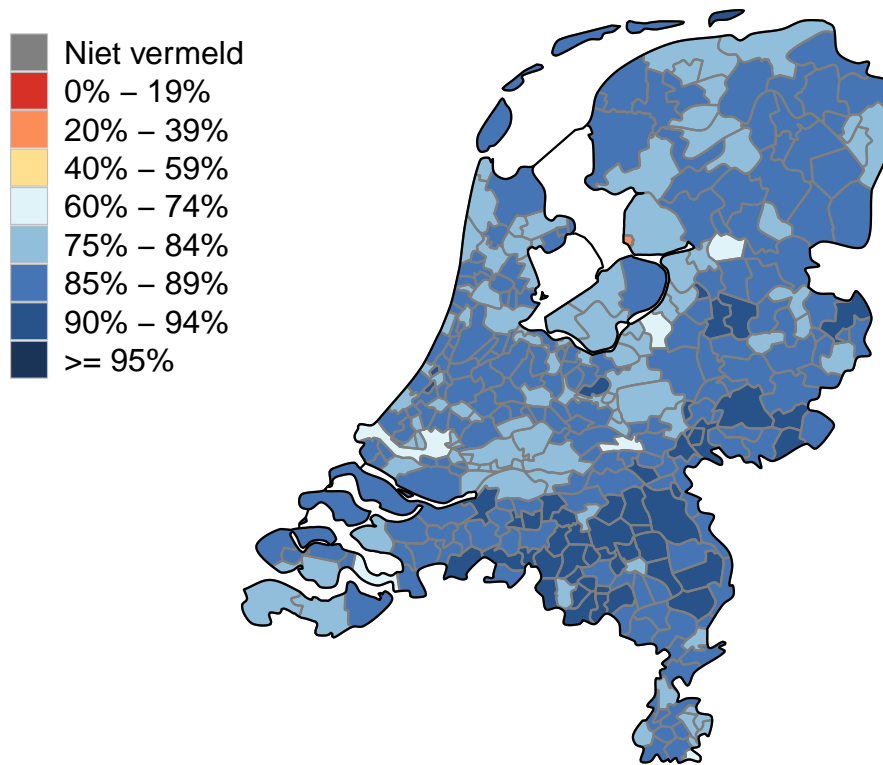 Niet vermeld
0% − 19%
20% − 39%
40% − 59%
60% − 74%
75% − 84%
85% − 89%
90% − 94%
>= 95%